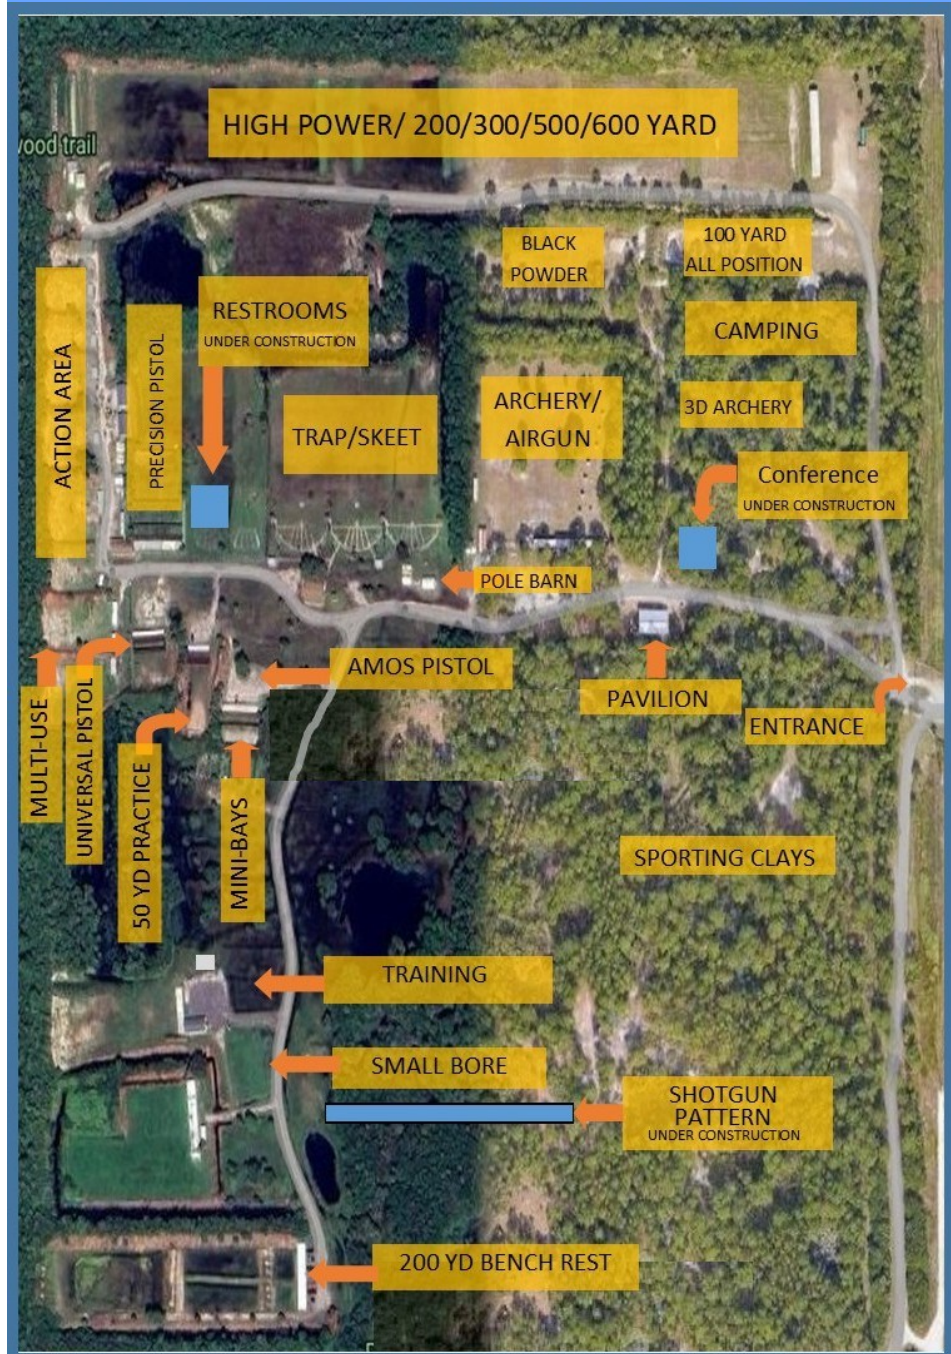 HIGH POWER/ 200/300/500/600 YARD
wood trail
BLACK
POWDER
100 YARD
ALL POSITION
ACTION AREA
PRECISION PISTOL
RESTROOMS
UNDER CONSTRUCTION
CAMPING
TRAP/SKEET
ARCHERY/
AIRGUN
3D ARCHERY
Conference
UNDER CONSTRUCTION
POLE BARN
AMOS PISTOL
PAVILION
ENTRANCE
MULTI-USE
UNIVERSAL PISTOL
50 YD PRACTICE
MINI-BAYS
SPORTING CLAYS
TRAINING
SMALL BORE
SHOTGUN
PATTERN
UNDER CONSTRUCTION
200 YD BENCH REST